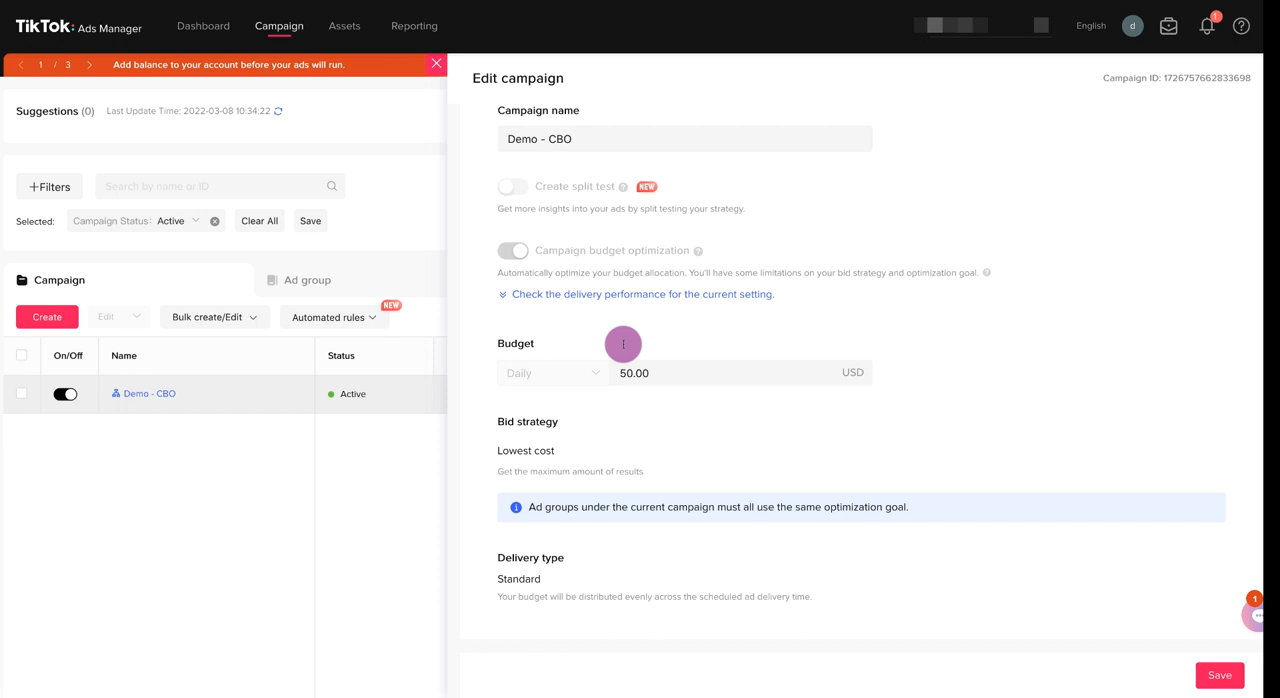 TikTok: Ads Manager
Dashboard
Campaign
Assets
Reporting
English
d
!
?
1 / 3
Add balance to your account before your ads will run.
Suggestions (0)
Last Update Time: 2022-03-08 10:34:22
+Filters
Search by name or ID
Selected:
Campaign Status: Active
Clear All
Save
Campaign
Ad group
Create
Edit
Bulk create/Edit
Automated rules
NEW
On/Off
Name
Status
Demo - CBO
Active
Edit campaign
Campaign ID: 1726757662833698
Campaign name
Demo - CBO
Create split test ? NEW
Get more insights into your ads by split testing your strategy.
Campaign budget optimization ?
Automatically optimize your budget allocation. You'll have some limitations on your bid strategy and optimization goal. ?
Check the delivery performance for the current setting.
Budget
Daily
50.00
USD
Bid strategy
Lowest cost
Get the maximum amount of results
Ad groups under the current campaign must all use the same optimization goal.
Delivery type
Standard
Your budget will be distributed evenly across the scheduled ad delivery time.
1
Save